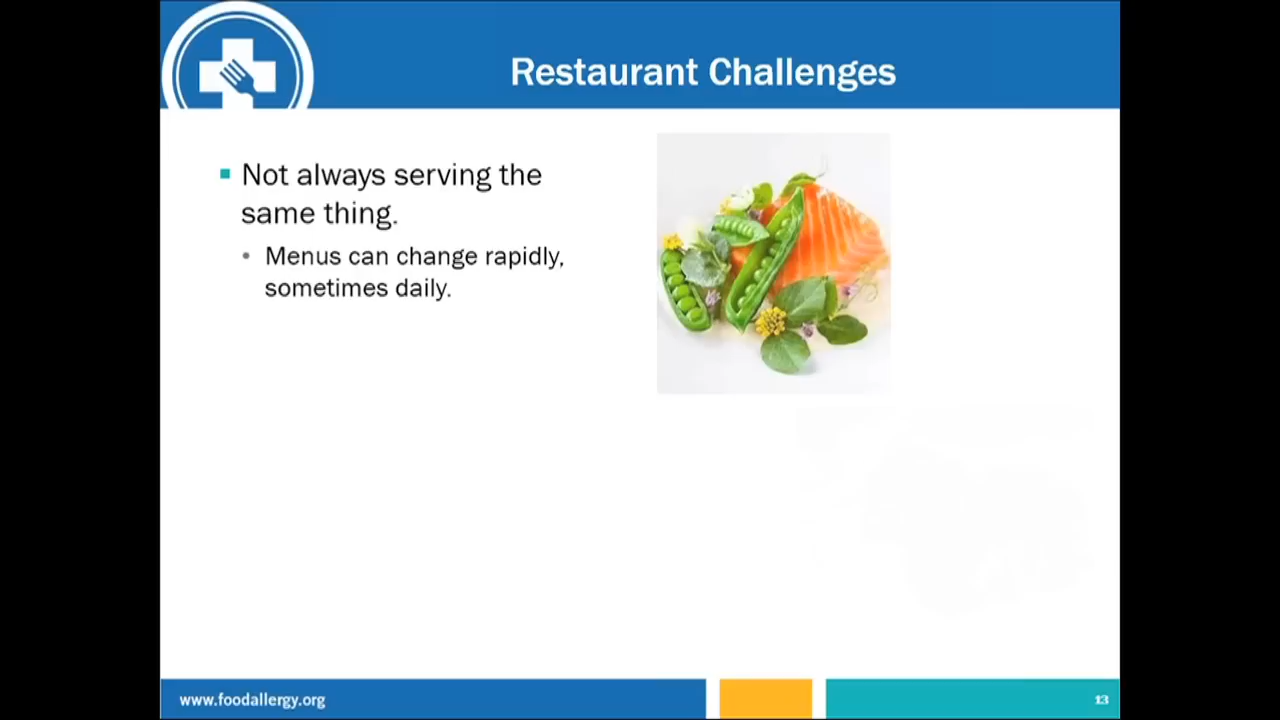 Restaurant Challenges
Not always serving the
same thing.
Menus can change rapidly,
sometimes daily.
www.foodallergy.org
13